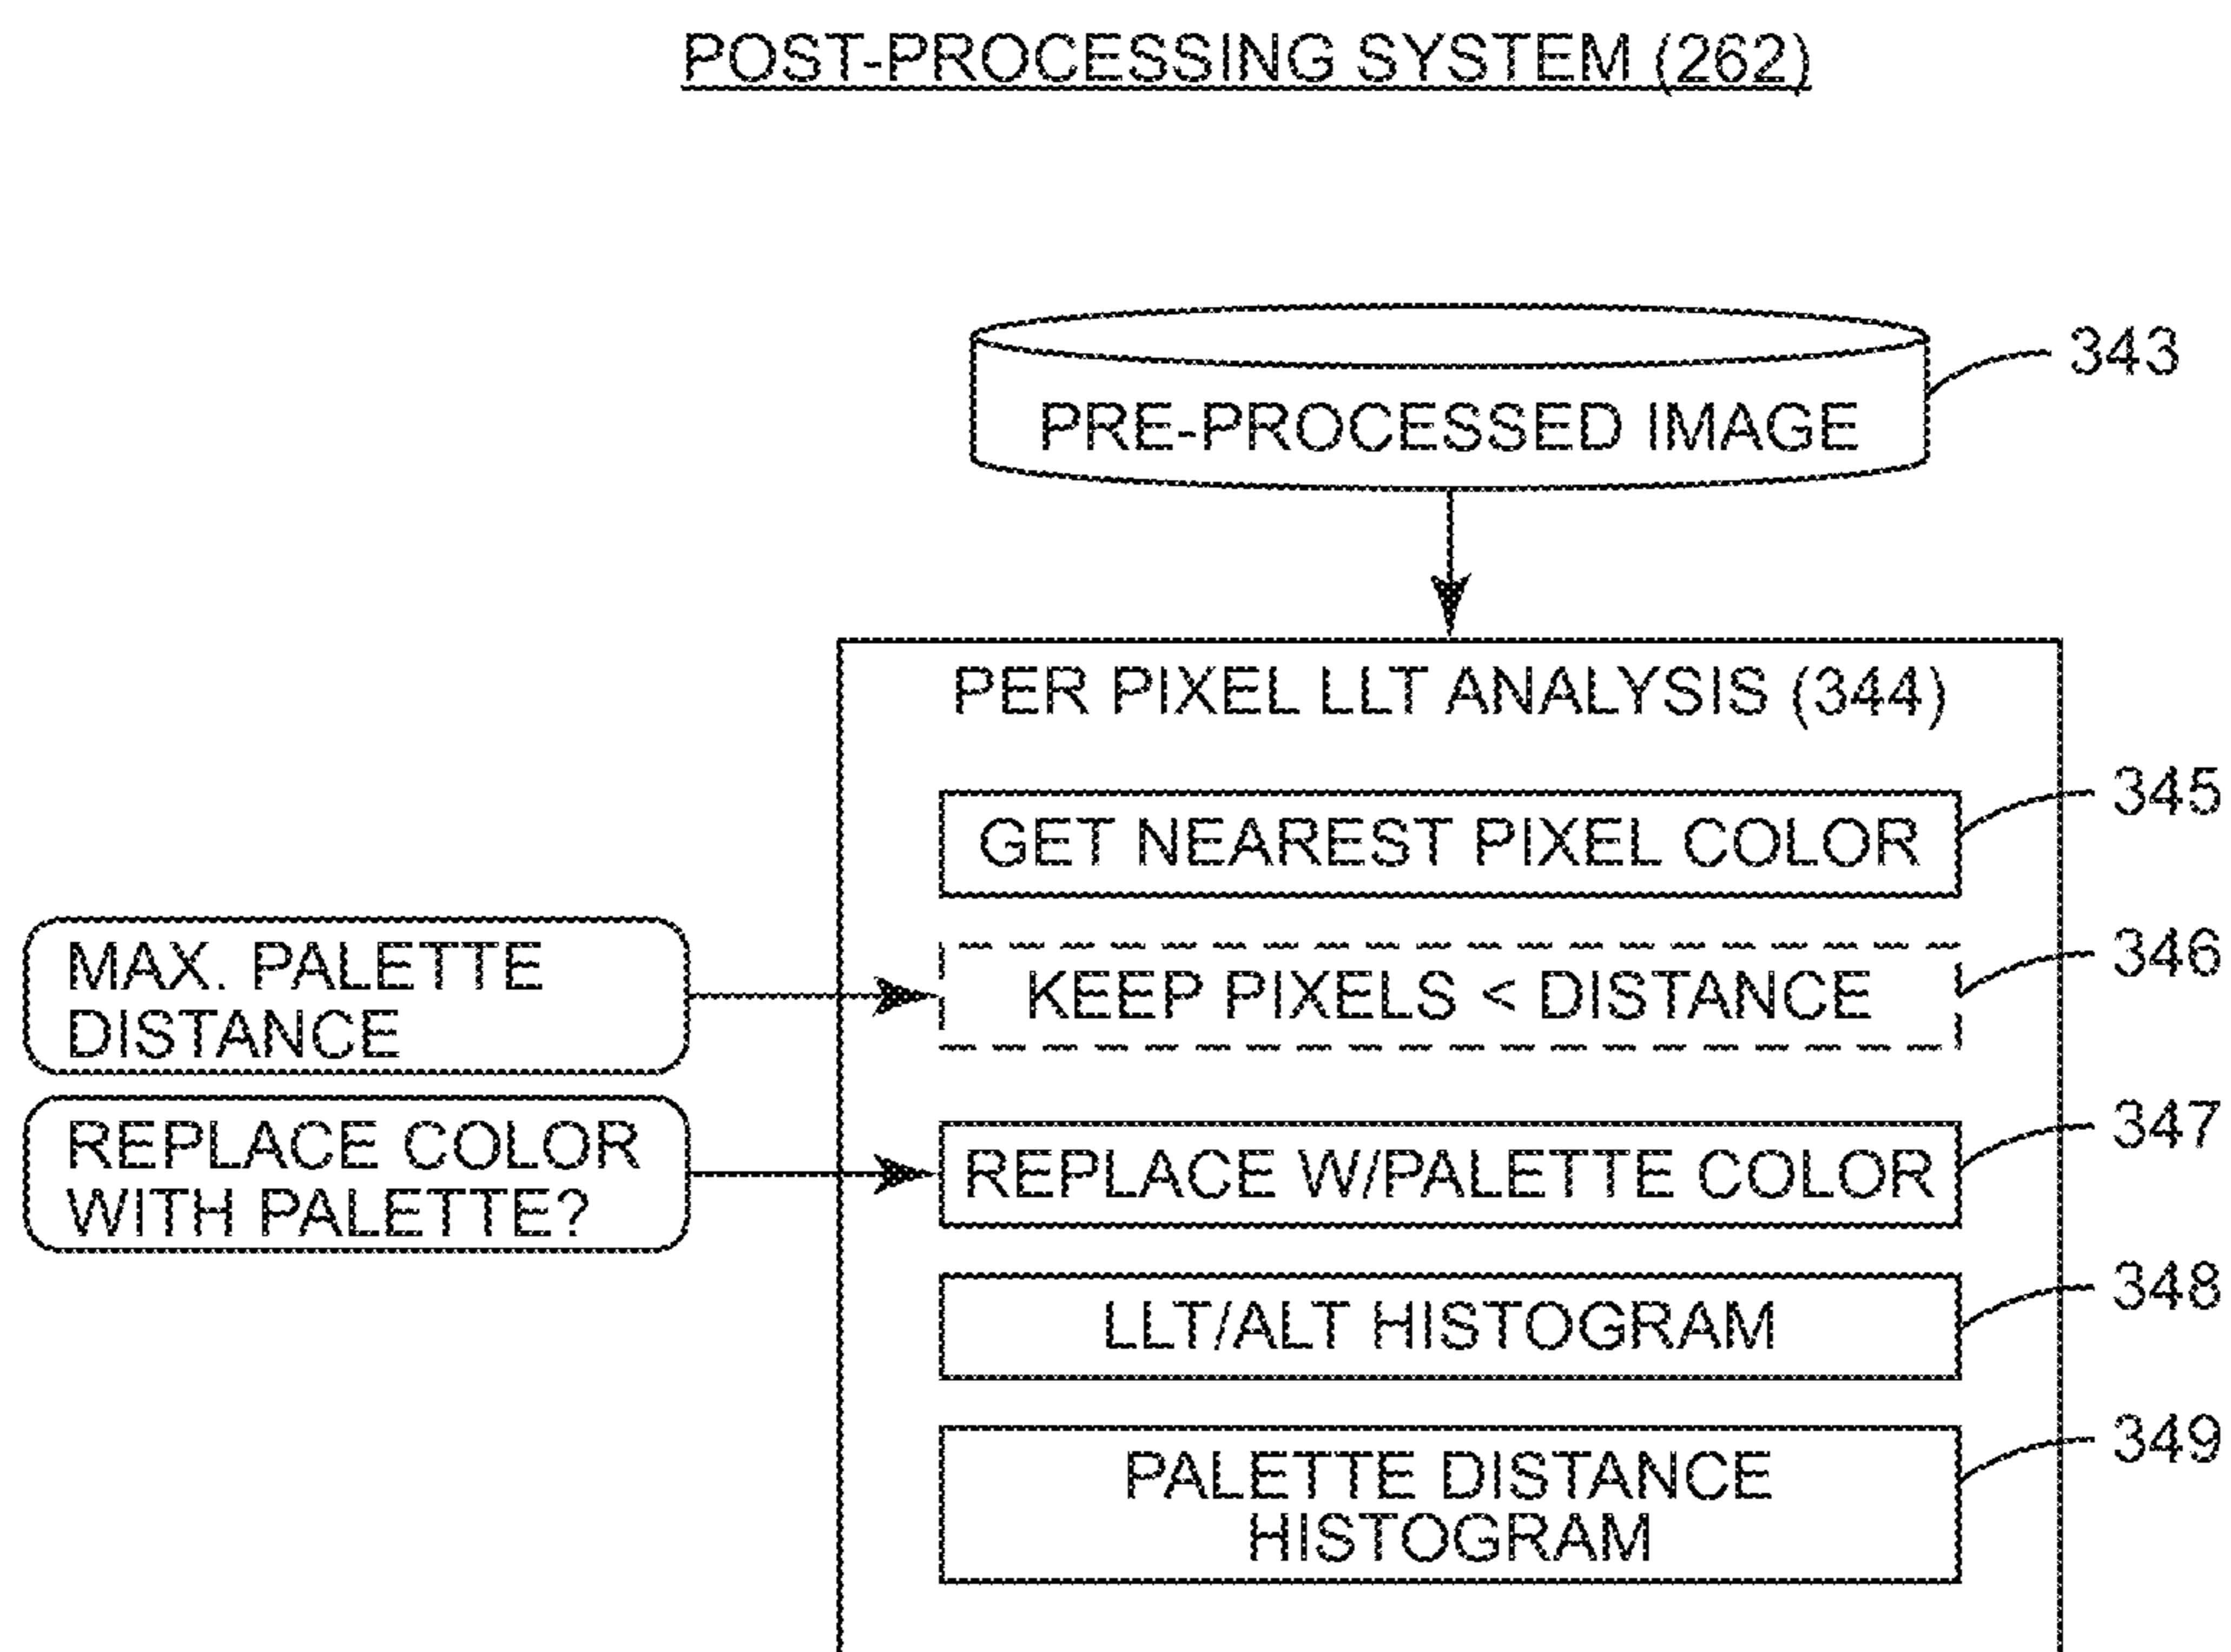 POST-PROCESSING SYSTEM (262)
343
PRE-PROCESSED IMAGE
PER PIXEL LLT ANALYSIS (344)
345
GET NEAREST PIXEL COLOR
346
MAX. PALETTE
DISTANCE
KEEP PIXELS < DISTANCE
347
REPLACE COLOR
WITH PALETTE?
REPLACE W/PALETTE COLOR
348
LLT/ALT HISTOGRAM
349
PALETTE DISTANCE
HISTOGRAM